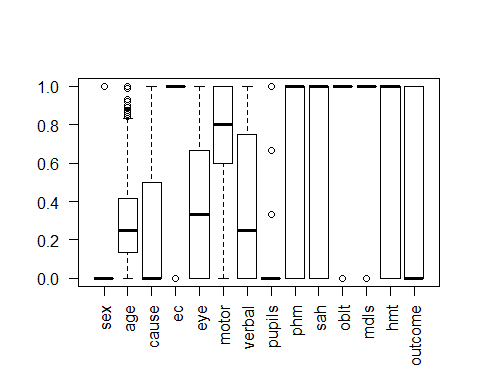 1.0
0.8
0.6
0.4
0.2
0.0
sex
age
cause
ec
eye
motor
verbal
pupils
phm
sah
oblt
mdls
hmt
outcome